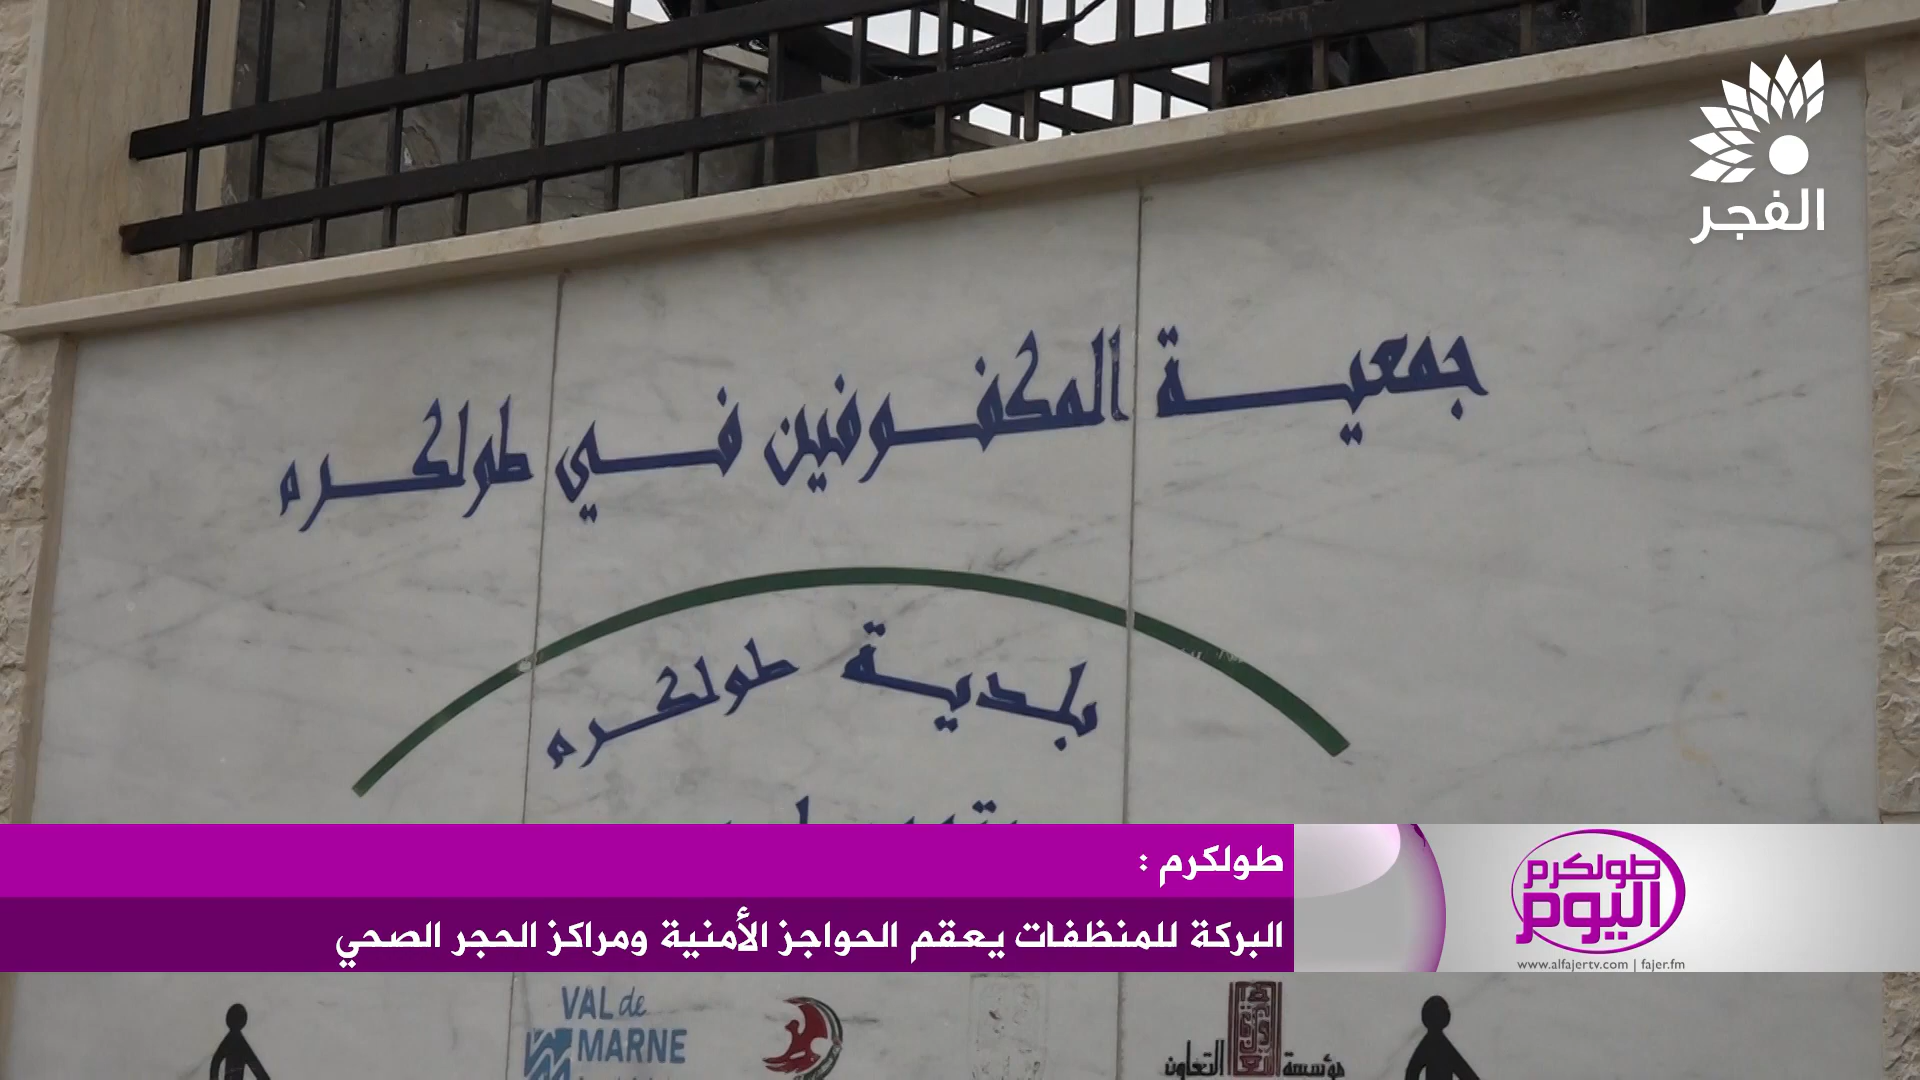 الفجر
جمعية المكفوفين في طولكرم
بلدية طولكرم
طولكرم :
البركة للمنظفات يعقم الحواجز الأمنية ومراكز الحجر الصحي
طولكرم
اليوم
www.alfajertv.com | fajer.fm
VAL de
MARNE
مؤسسة التعاون